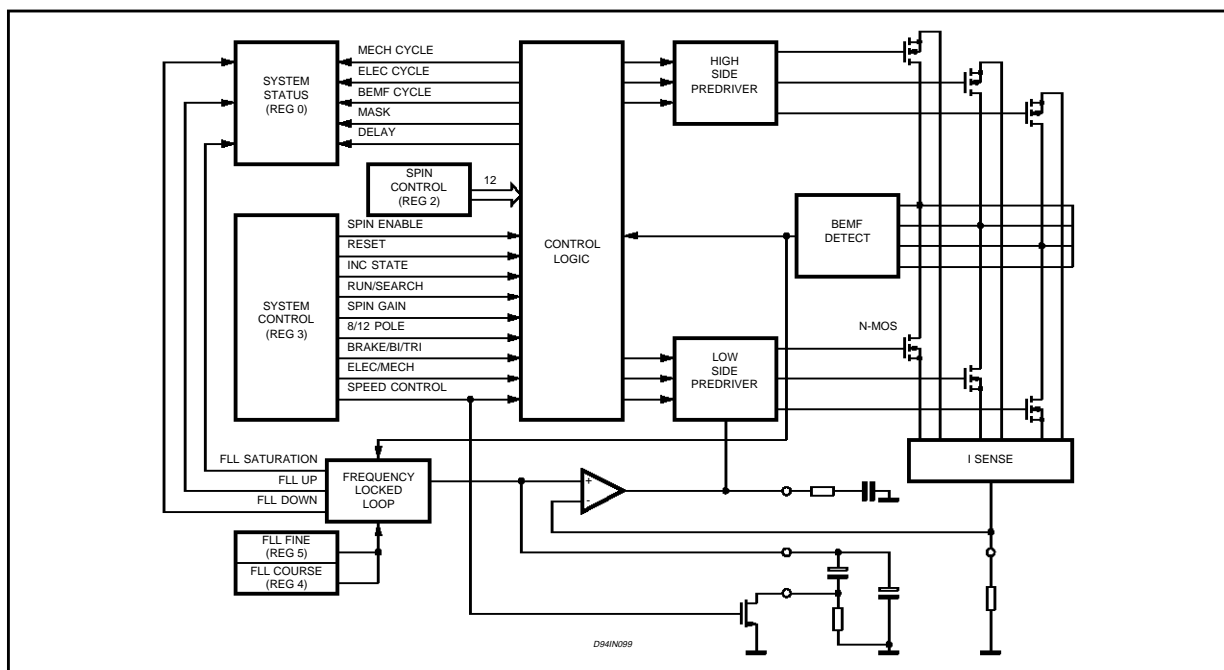 MECH CYCLE
ELEC CYCLE
BEMF CYCLE
MASK
DELAY
SYSTEM
STATUS
(REG 0)
HIGH
SIDE
PREDRIVER
SPIN
CONTROL
(REG 2)
12
CONTROL
LOGIC
BEMF
DETECT
SPIN ENABLE
RESET
INC STATE
RUN/SEARCH
SPIN GAIN
8/12 POLE
BRAKE/BI/TRI
ELEC/MECH
SPEED CONTROL
SYSTEM
CONTROL
(REG 3)
N-MOS
LOW
SIDE
PREDRIVER
I SENSE
FLL SATURATION
FLL UP
FLL DOWN
FREQUENCY
LOCKED
LOOP
+
-
FLL FINE
(REG 5)
FLL COURSE
(REG 4)
D94IN099